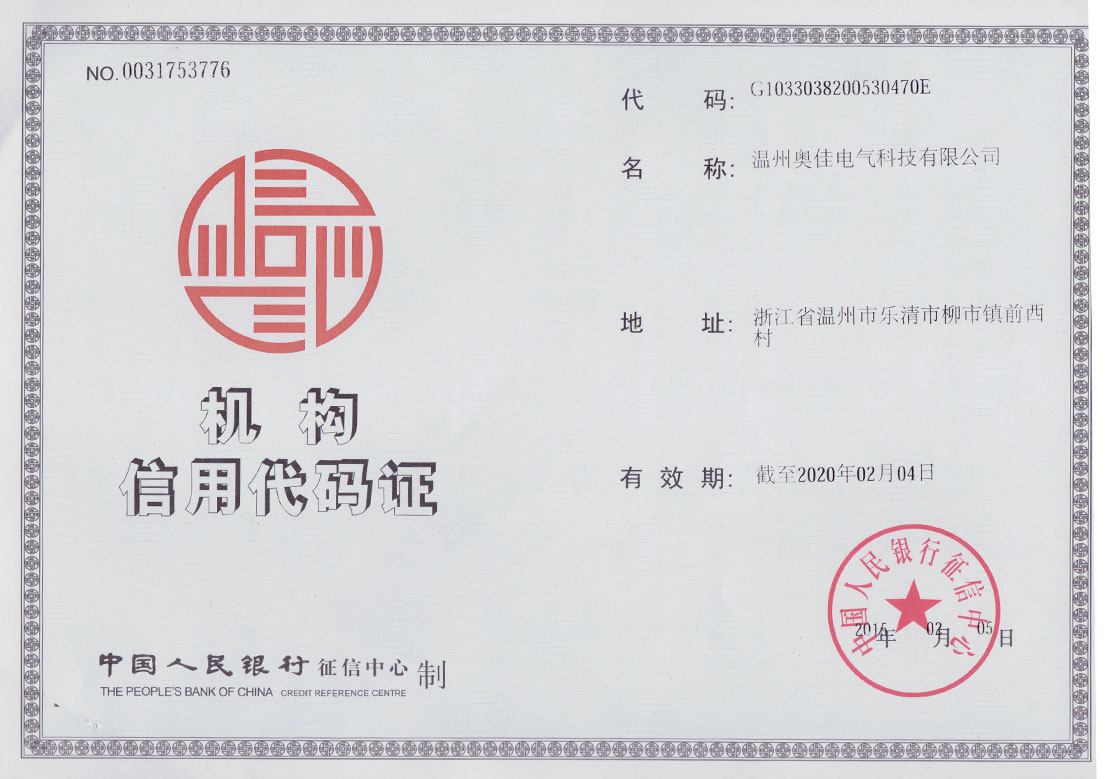 NO.0031753776
机 构
信用代码证
中国人民银行 征信中心 制
THE PEOPLE'S BANK OF CHINA CREDIT REFERENCE CENTRE
代 码: G1033038200530470E
名 称: 温州奥佳电气科技有限公司
地 址: 浙江省温州市乐清市柳市镇前西
村
有 效 期: 截至2020年02月04日
中国人民银行征信中心
2015年 02月 05日